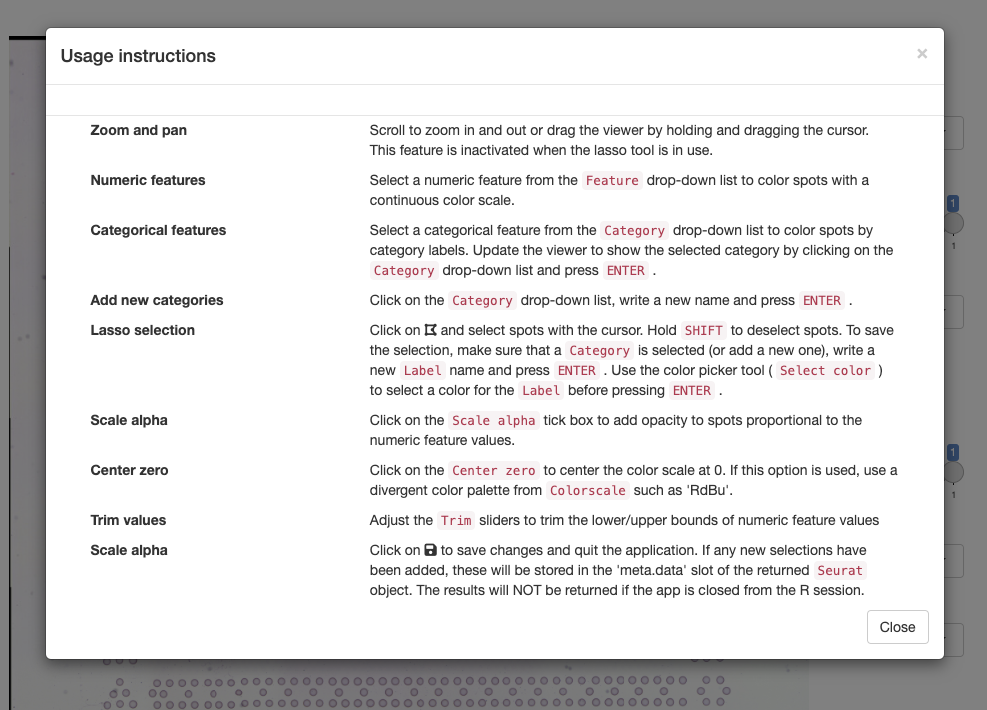 Usage instructions
×
Zoom and pan
Scroll to zoom in and out or drag the viewer by holding and dragging the cursor.
This feature is inactivated when the lasso tool is in use.
Numeric features
Select a numeric feature from the Feature drop-down list to color spots with a
continuous color scale.
Categorical features
Select a categorical feature from the Category drop-down list to color spots by
category labels. Update the viewer to show the selected category by clicking on the
Category drop-down list and press ENTER .
Add new categories
Click on the Category drop-down list, write a new name and press ENTER .
Lasso selection
Click on and select spots with the cursor. Hold SHIFT to deselect spots. To save
the selection, make sure that a Category is selected (or add a new one), write a
new Label name and press ENTER . Use the color picker tool ( Select color )
to select a color for the Label before pressing ENTER .
Scale alpha
Click on the Scale alpha tick box to add opacity to spots proportional to the
numeric feature values.
Center zero
Click on the Center zero to center the color scale at 0. If this option is used, use a
divergent color palette from Colorscale such as 'RdBu'.
Trim values
Adjust the Trim sliders to trim the lower/upper bounds of numeric feature values
Scale alpha
Click on to save changes and quit the application. If any new selections have
been added, these will be stored in the 'meta.data' slot of the returned Seurat
object. The results will NOT be returned if the app is closed from the R session.
Close
1
1
1
1